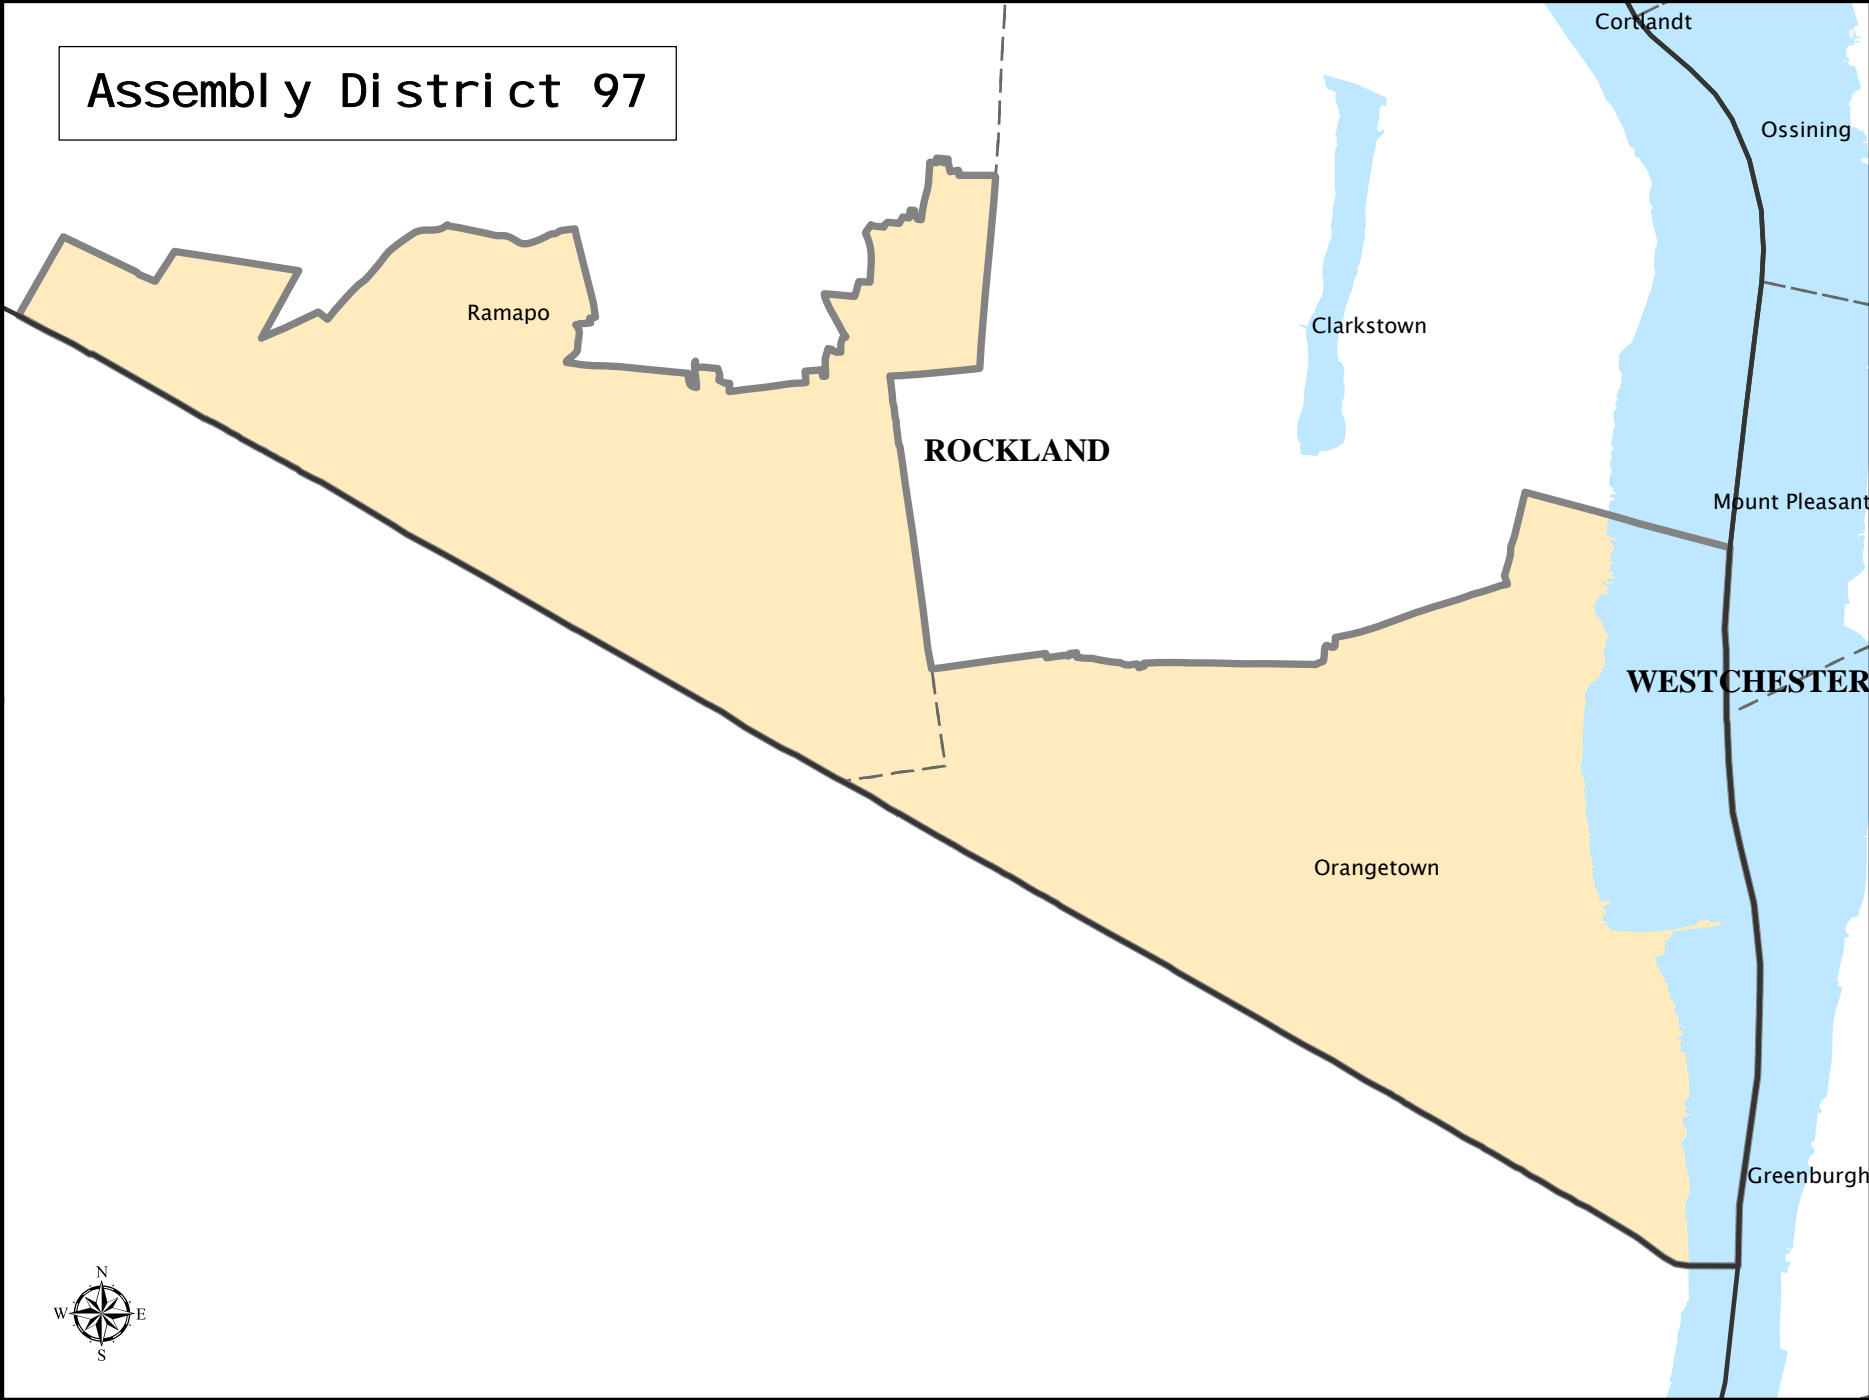 Cortlandt
Assembly District 97
Ossining
Ramapo
Clarkstown
ROCKLAND
Mount Pleasant
WESTCHESTER
Orangetown
Greenburgh
N
W E
S